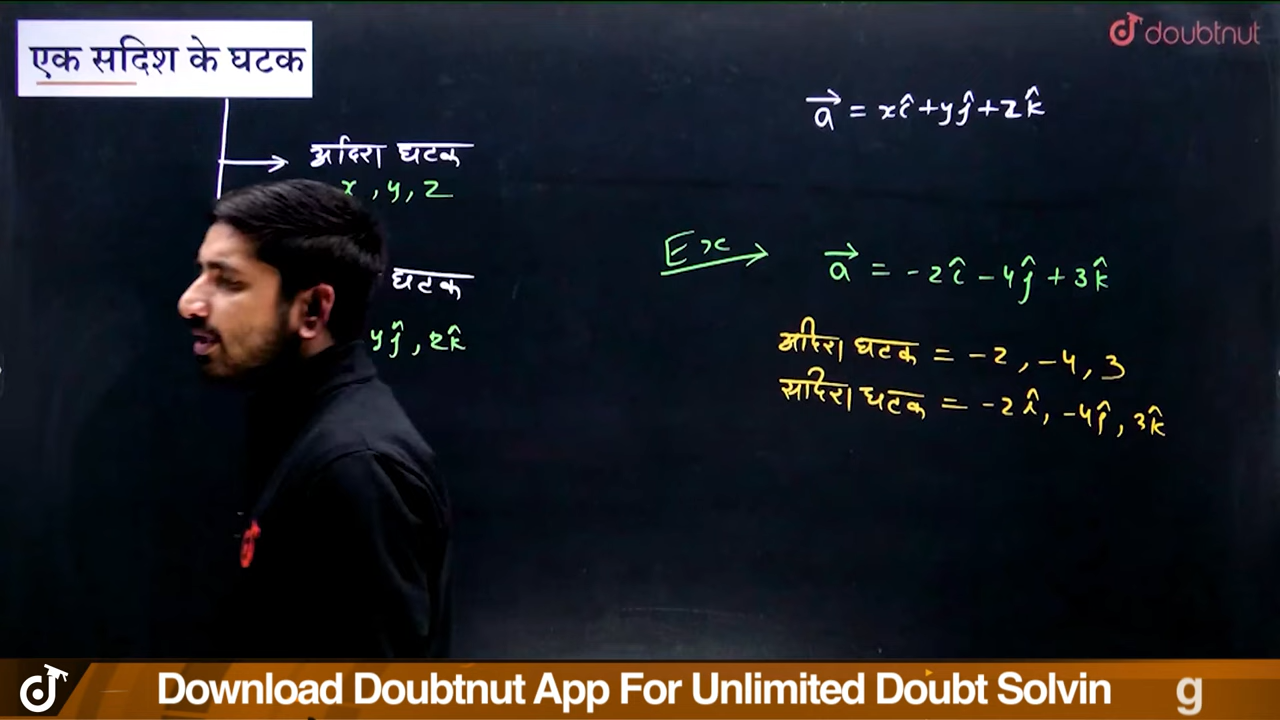 एक सदिश के घटक
doubtnut
a⃗ = xî + yĵ + zk̂
अदिश घटक
x, y, z
Ex →
a⃗ = -2î - 4ĵ + 3k̂
घटक
yĵ, zk̂
अदिश घटक = -2, -4, 3
सदिश घटक = -2î, -4ĵ, 3k̂
Download Doubtnut App For Unlimited Doubt Solvin g